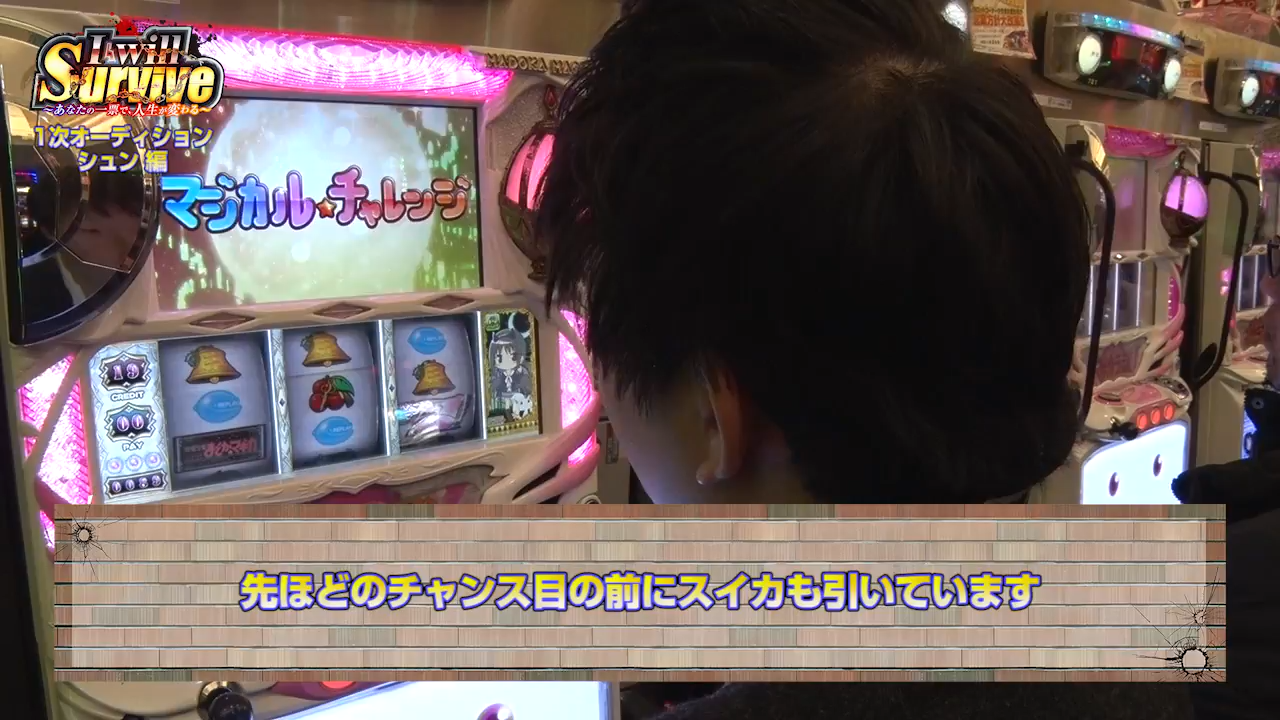 I will
Survive
～あなたの一票で、人生が変わる～
1次オーディション
シュン編
マジカル★チャレンジ
19
CREDIT
00
PAY
先ほどのチャンス目の前にスイカも引いています